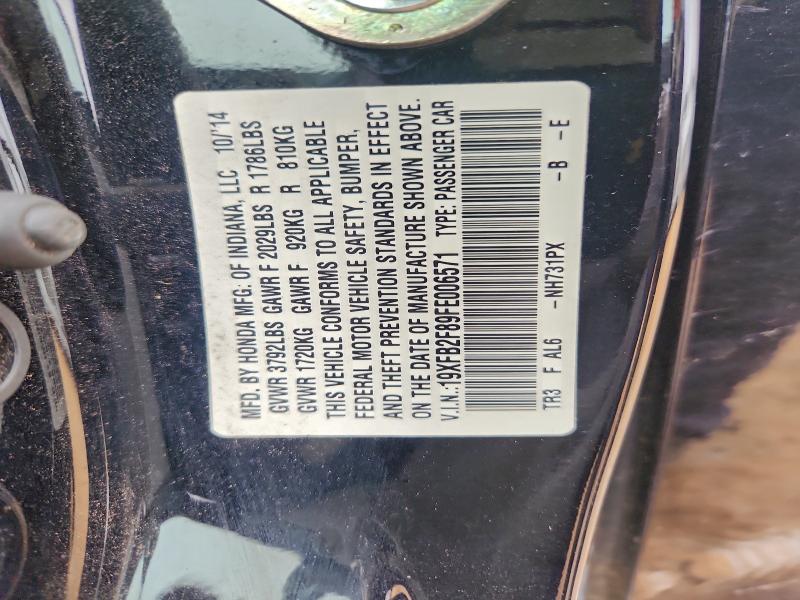 MFD. BY HONDA MFG: OF INDIANA, LLC 10/'14
GVWR 3792LBS GAWR F 2029LBS R 1786LBS
GVWR 1720KG GAWR F 920KG R 810KG
THIS VEHICLE CONFORMS TO ALL APPLICABLE
FEDERAL MOTOR VEHICLE SAFETY, BUMPER,
AND THEFT PREVENTION STANDARDS IN EFFECT
ON THE DATE OF MANUFACTURE SHOWN ABOVE.
V.I.N.:19XFB2F89FE006571 TYPE: PASSENGER CAR
TR3 F AL6 -NH731PX -B -E